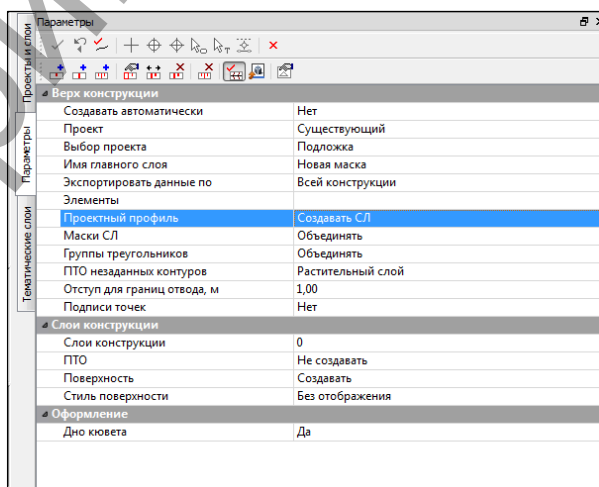 Параметры
Проекты и слои
Параметры
Тематические слои
Верх конструкции
Создавать автоматически Нет
Проект Существующий
Выбор проекта Подложка
Имя главного слоя Новая маска
Экспортировать данные по Всей конструкции
Элементы
Проектный профиль Создавать СЛ
Маски СЛ Объединять
Группы треугольников Объединять
ПТО незаданных контуров Растительный слой
Отступ для границ отвода, м 1,00
Подписи точек Нет
Слои конструкции
Слои конструкции 0
ПТО Не создавать
Поверхность Создавать
Стиль поверхности Без отображения
Оформление
Дно кювета Да